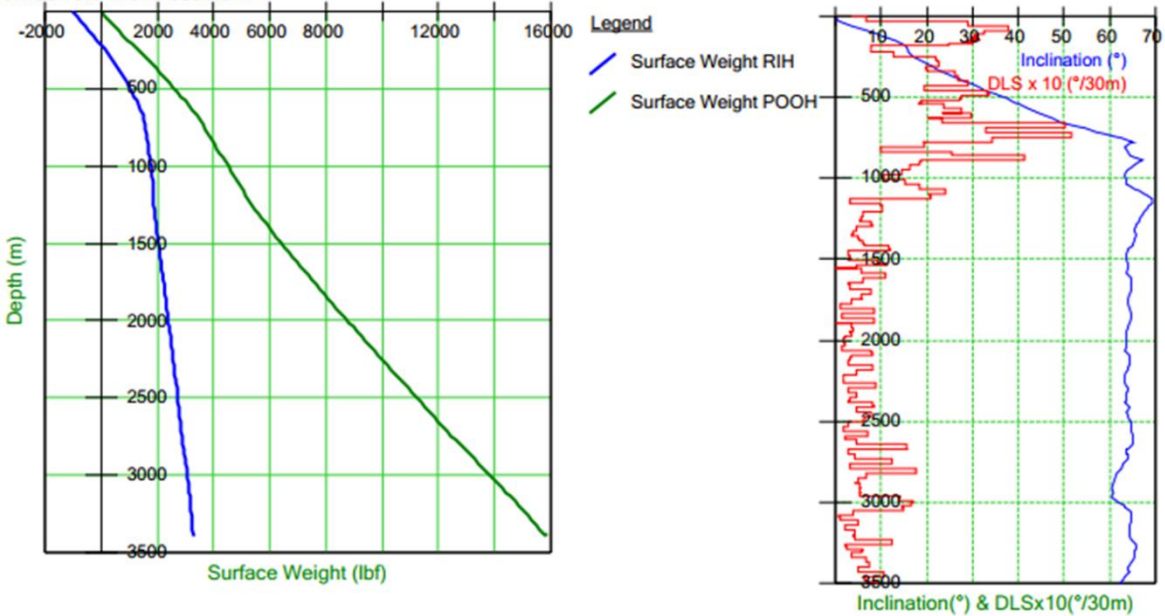 -2000 0 2000 4000 6000 8000 12000 16000
500
1000
1500
2000
2500
3000
3500
Depth (m)
Surface Weight (lbf)
Legend
Surface Weight RIH
Surface Weight POOH
10 20 30 40 50 60 70
Inclination (°)
DLS x 10 (°/30m)
500
1000
1500
2000
2500
3000
3500
Inclination(°) & DLSx10(°/30m)